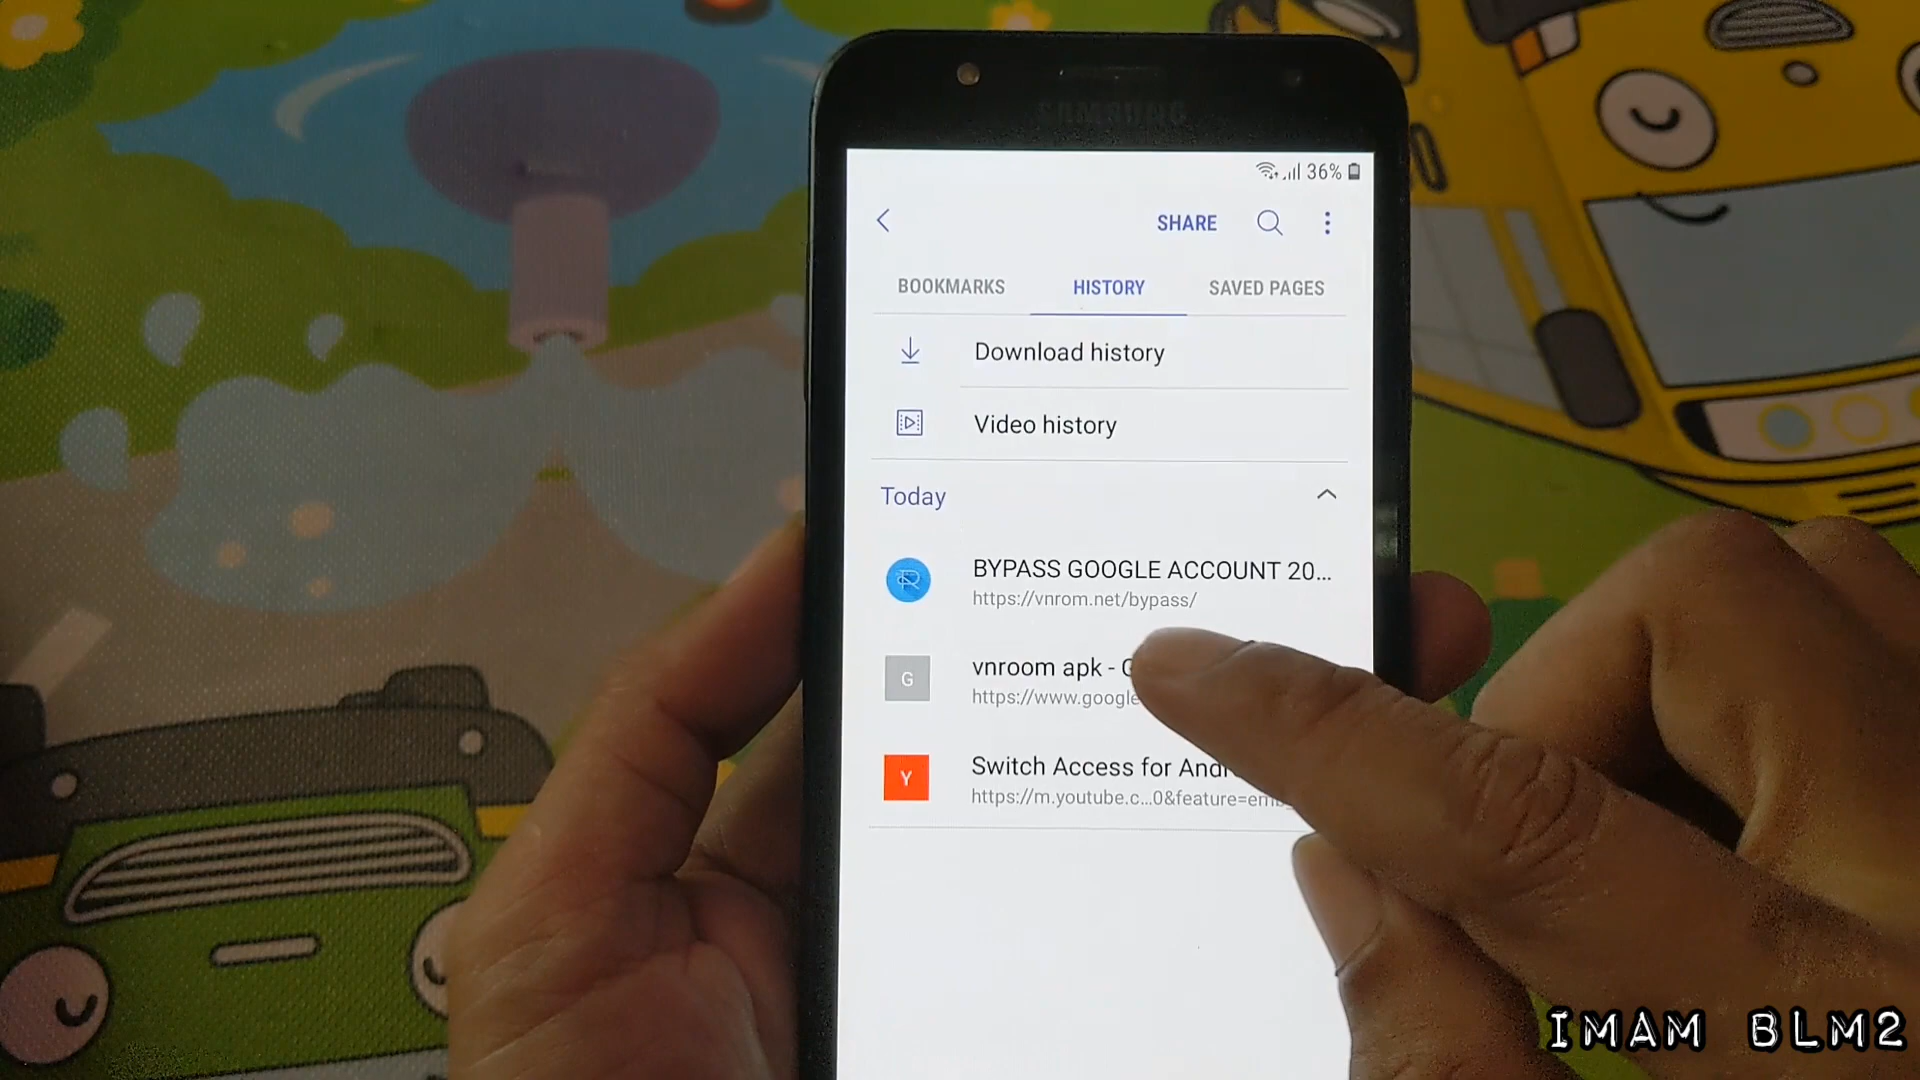 SAMSUNG
36%
SHARE
BOOKMARKS HISTORY SAVED PAGES
Download history
Video history
Today
BYPASS GOOGLE ACCOUNT 20...
https://vnrom.net/bypass/
G
vnroom apk - G
https://www.google
Y
Switch Access for Andr
https://m.youtube.c...0&feature=em
IMAM BLM2